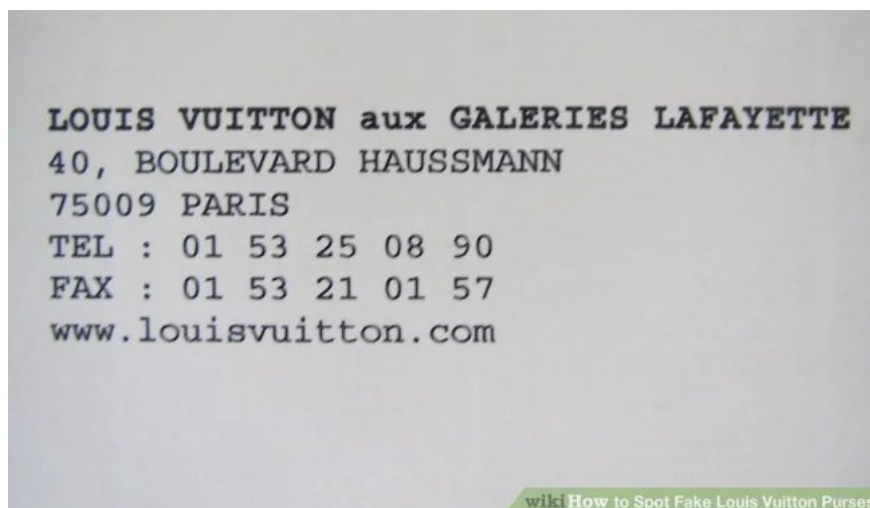 LOUIS VUITTON aux GALERIES LAFAYETTE
40, BOULEVARD HAUSSMANN
75009 PARIS
TEL : 01 53 25 08 90
FAX : 01 53 21 01 57
www.louisvuitton.com
wikiHow to Spot Fake Louis Vuitton Purses